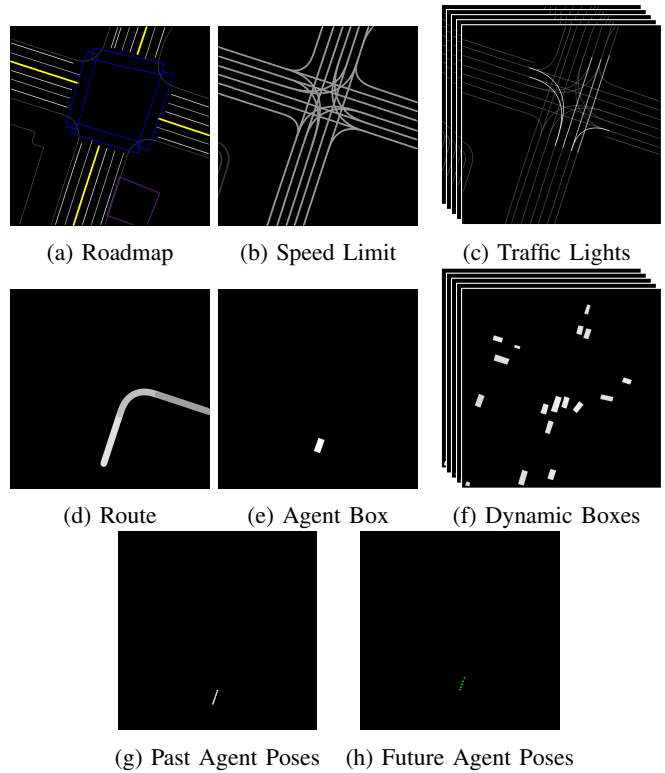 (a) Roadmap
(b) Speed Limit
(c) Traffic Lights
(d) Route
(e) Agent Box
(f) Dynamic Boxes
(g) Past Agent Poses
(h) Future Agent Poses